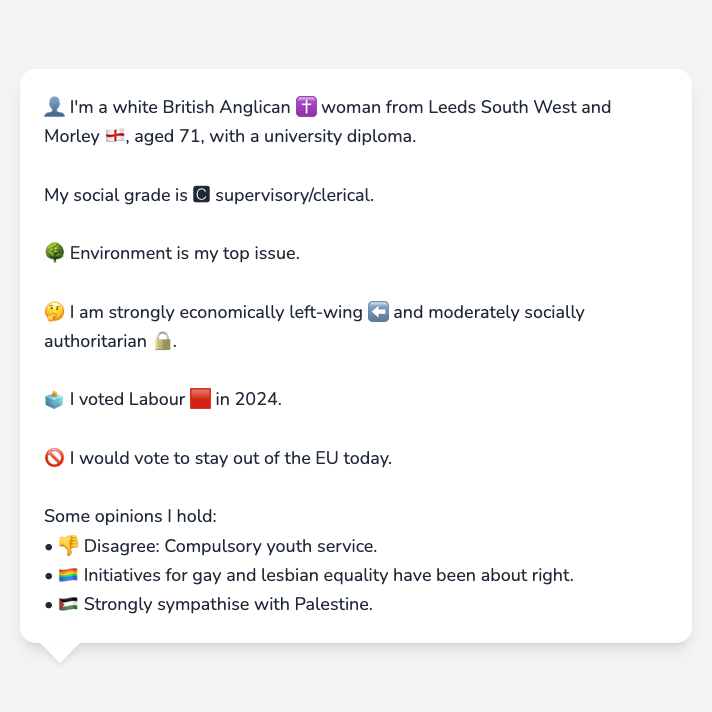 👤 I'm a white British Anglican ✝️ woman from Leeds South West and
Morley 🏴󠁧󠁢󠁥󠁮󠁧󠁿, aged 71, with a university diploma.
My social grade is 🅲 supervisory/clerical.
🌳 Environment is my top issue.
🤔 I am strongly economically left-wing ⬅️ and moderately socially
authoritarian 🔒.
🗳️ I voted Labour 🟥 in 2024.
🚫 I would vote to stay out of the EU today.
Some opinions I hold:
• 👎 Disagree: Compulsory youth service.
• 🏳️‍🌈 Initiatives for gay and lesbian equality have been about right.
• 🇵🇸 Strongly sympathise with Palestine.